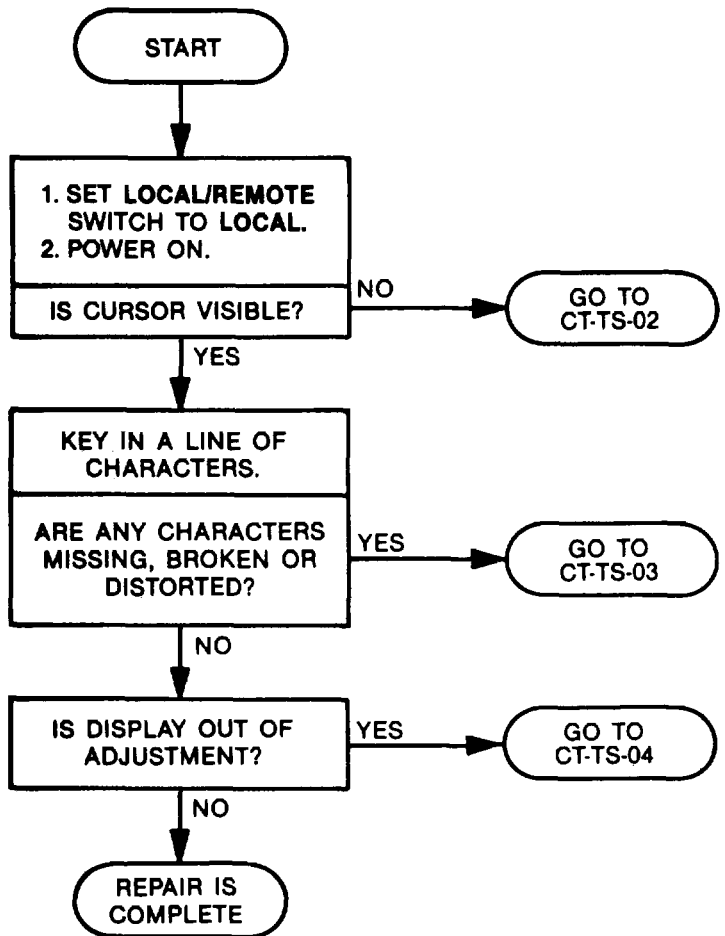 START
1. SET LOCAL/REMOTE
SWITCH TO LOCAL.
2. POWER ON.
IS CURSOR VISIBLE?
NO
GO TO
CT-TS-02
YES
KEY IN A LINE OF
CHARACTERS.
ARE ANY CHARACTERS
MISSING, BROKEN OR
DISTORTED?
YES
GO TO
CT-TS-03
NO
IS DISPLAY OUT OF
ADJUSTMENT?
YES
GO TO
CT-TS-04
NO
REPAIR IS
COMPLETE